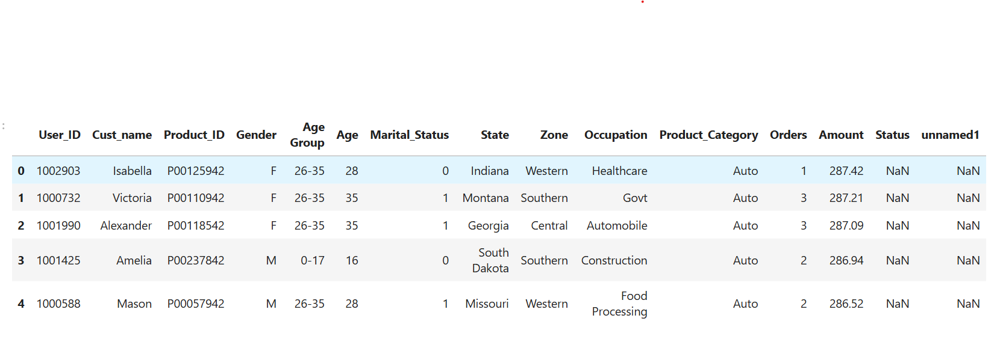 User_ID Cust_name Product_ID Gender Age Group Age Marital_Status State Zone Occupation Product_Category Orders Amount Status unnamed1
0 1002903 Isabella P00125942 F 26-35 28 0 Indiana Western Healthcare Auto 1 287.42 NaN NaN
1 1000732 Victoria P00110942 F 26-35 35 1 Montana Southern Govt Auto 3 287.21 NaN NaN
2 1001990 Alexander P00118542 F 26-35 35 1 Georgia Central Automobile Auto 3 287.09 NaN NaN
3 1001425 Amelia P00237842 M 0-17 16 0 South Dakota Southern Construction Auto 2 286.94 NaN NaN
4 1000588 Mason P00057942 M 26-35 28 1 Missouri Western Food Processing Auto 2 286.52 NaN NaN